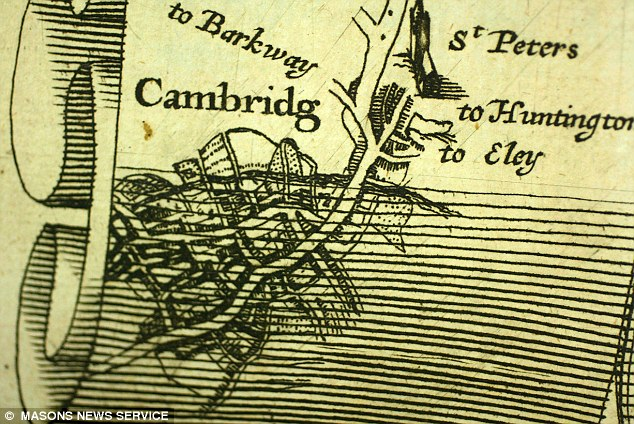 to Barkway
Sᵗ Peters
Cambridg
to Huntington
to Eley
© MASONS NEWS SERVICE